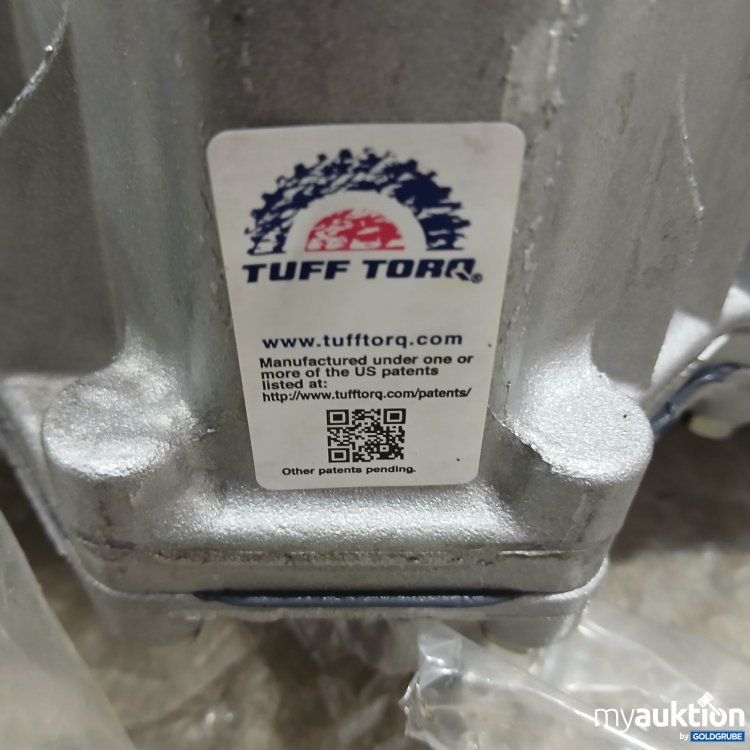 TUFF TORQ®
www.tufftorq.com
Manufactured under one or
more of the US patents
listed at:
http://www.tufftorq.com/patents/
Other patents pending.
myauktion
by GOLDGRUBE